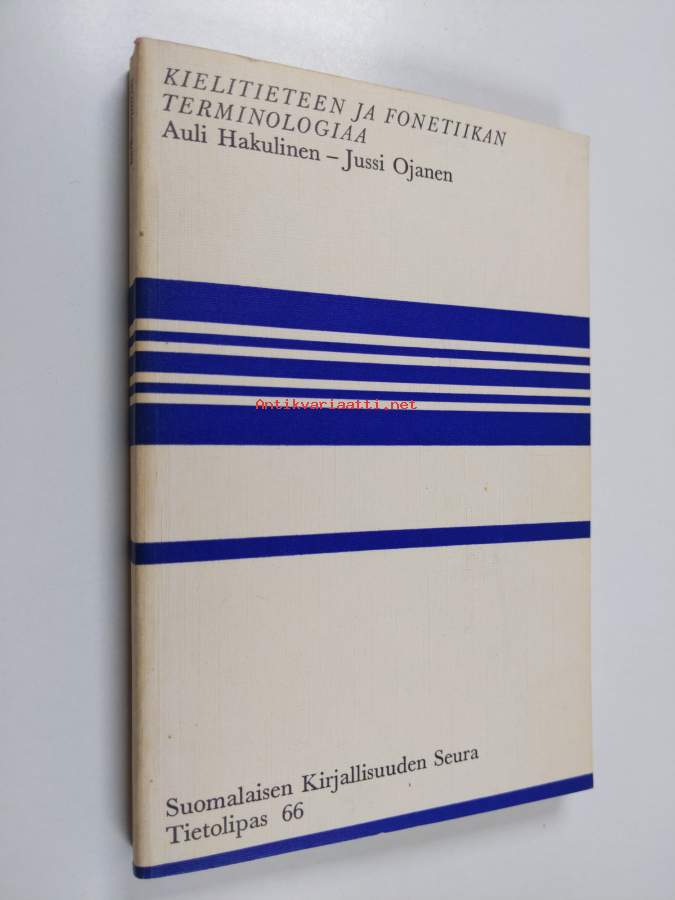 KIELITIETEEN JA FONETIIKAN
TERMINOLOGIAA
Auli Hakulinen – Jussi Ojanen
Antikvariaatti.net
Suomalaisen Kirjallisuuden Seura
Tietolipas 66